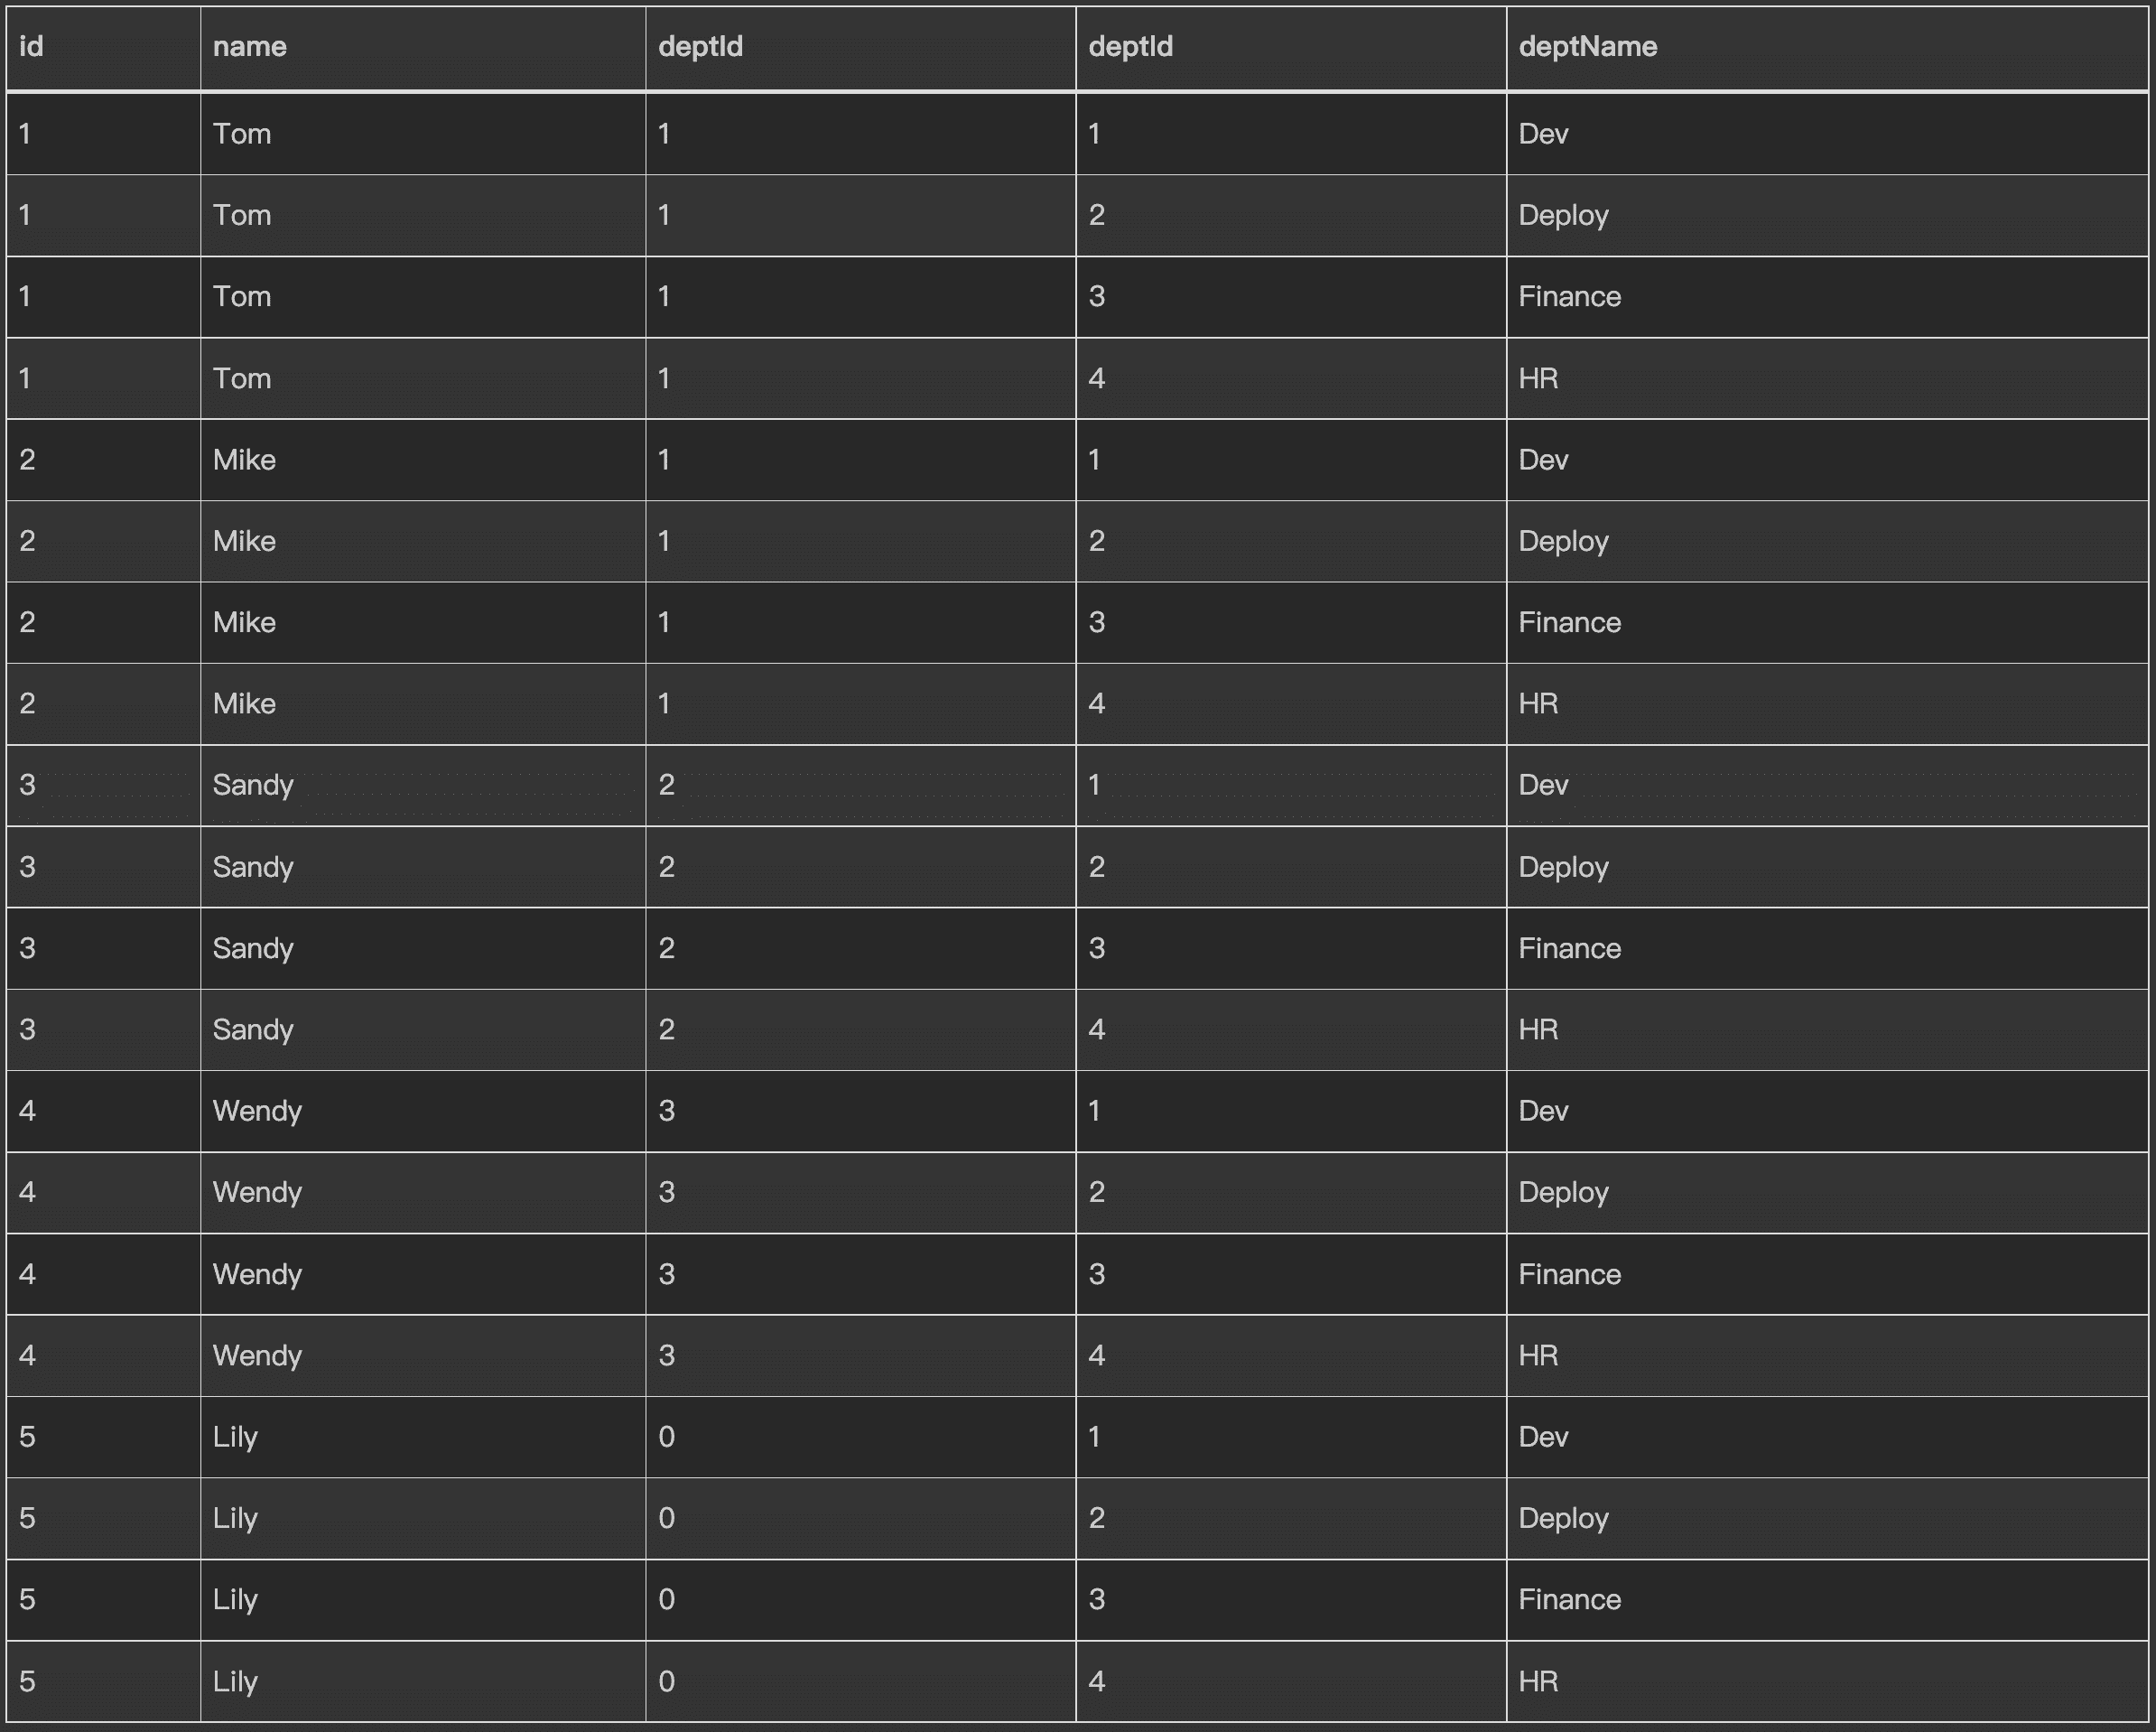 id name deptId deptId deptName
1 Tom 1 1 Dev
1 Tom 1 2 Deploy
1 Tom 1 3 Finance
1 Tom 1 4 HR
2 Mike 1 1 Dev
2 Mike 1 2 Deploy
2 Mike 1 3 Finance
2 Mike 1 4 HR
3 Sandy 2 1 Dev
3 Sandy 2 2 Deploy
3 Sandy 2 3 Finance
3 Sandy 2 4 HR
4 Wendy 3 1 Dev
4 Wendy 3 2 Deploy
4 Wendy 3 3 Finance
4 Wendy 3 4 HR
5 Lily 0 1 Dev
5 Lily 0 2 Deploy
5 Lily 0 3 Finance
5 Lily 0 4 HR